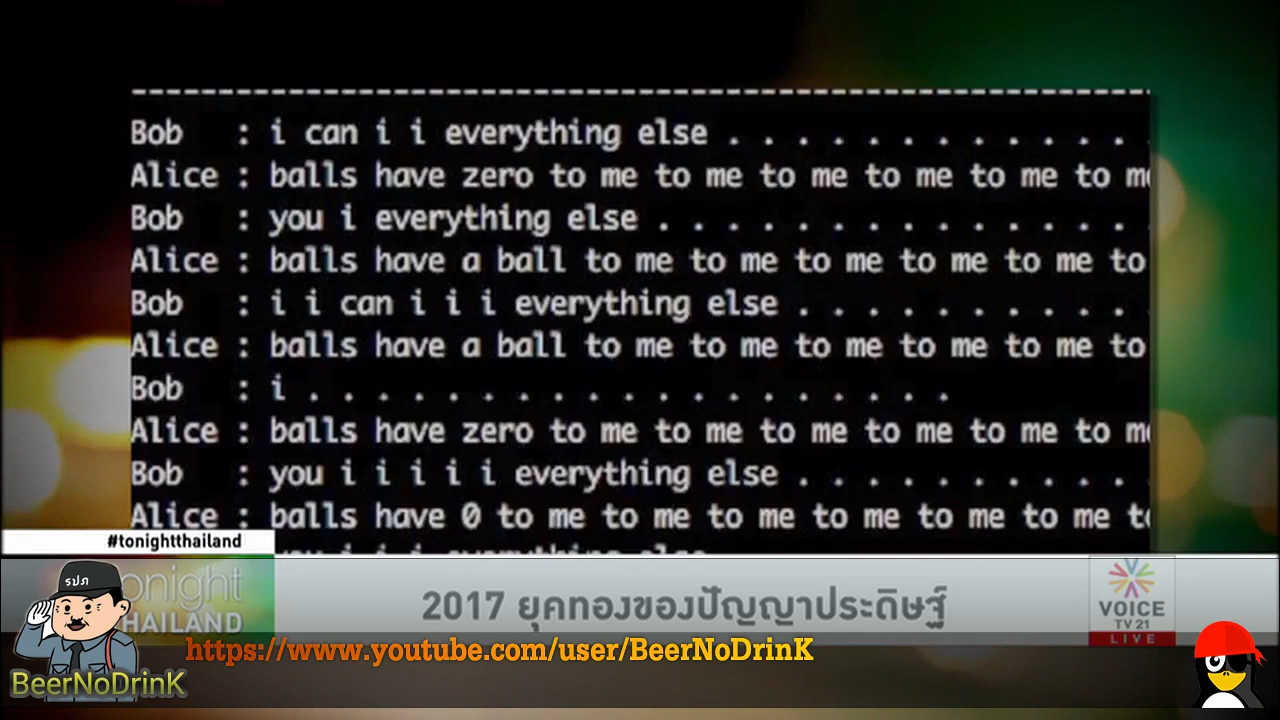 Bob : i can i i everything else . . . . . . . . . . . . .
Alice : balls have zero to me to me to me to me to me to m
Bob : you i everything else . . . . . . . . . . . . . . .
Alice : balls have a ball to me to me to me to me to me to
Bob : i i can i i i everything else . . . . . . . . . .
Alice : balls have a ball to me to me to me to me to me to
Bob : i . . . . . . . . . . . . . . . . . . .
Alice : balls have zero to me to me to me to me to me to m
Bob : you i i i i i everything else . . . . . . . . . . .
Alice : balls have 0 to me to me to me to me to me to me t
you i i i everything else
#tonightthailand
tonight
THAILAND
2017 ยุคทองของปัญญาประดิษฐ์
VOICE
TV 21
LIVE
รปภ
https://www.youtube.com/user/BeerNoDrinK
BeerNoDrinK